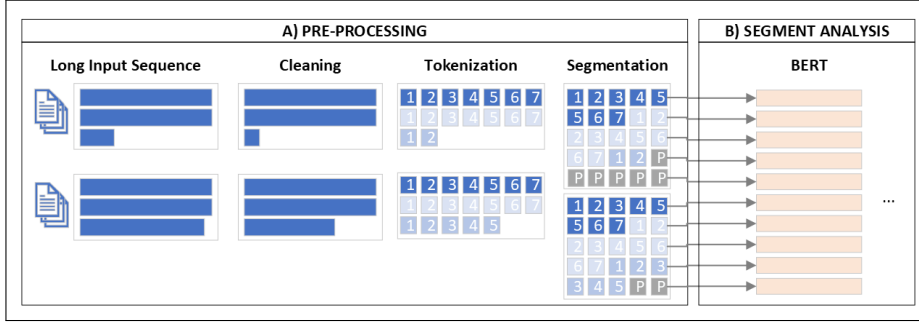 A) PRE-PROCESSING
B) SEGMENT ANALYSIS
Long Input Sequence
Cleaning
Tokenization
Segmentation
BERT
1 2 3 4 5 6 7
1 2 3 4 5 6 7
1 2
1 2 3 4 5
5 6 7 1 2
2 3 4 5 6
6 7 1 2 P
P P P P P
1 2 3 4 5 6 7
1 2 3 4 5 6 7
1 2 3 4 5
1 2 3 4 5
5 6 7 1 2
2 3 4 5 6
6 7 1 2 3
3 4 5 P P
...